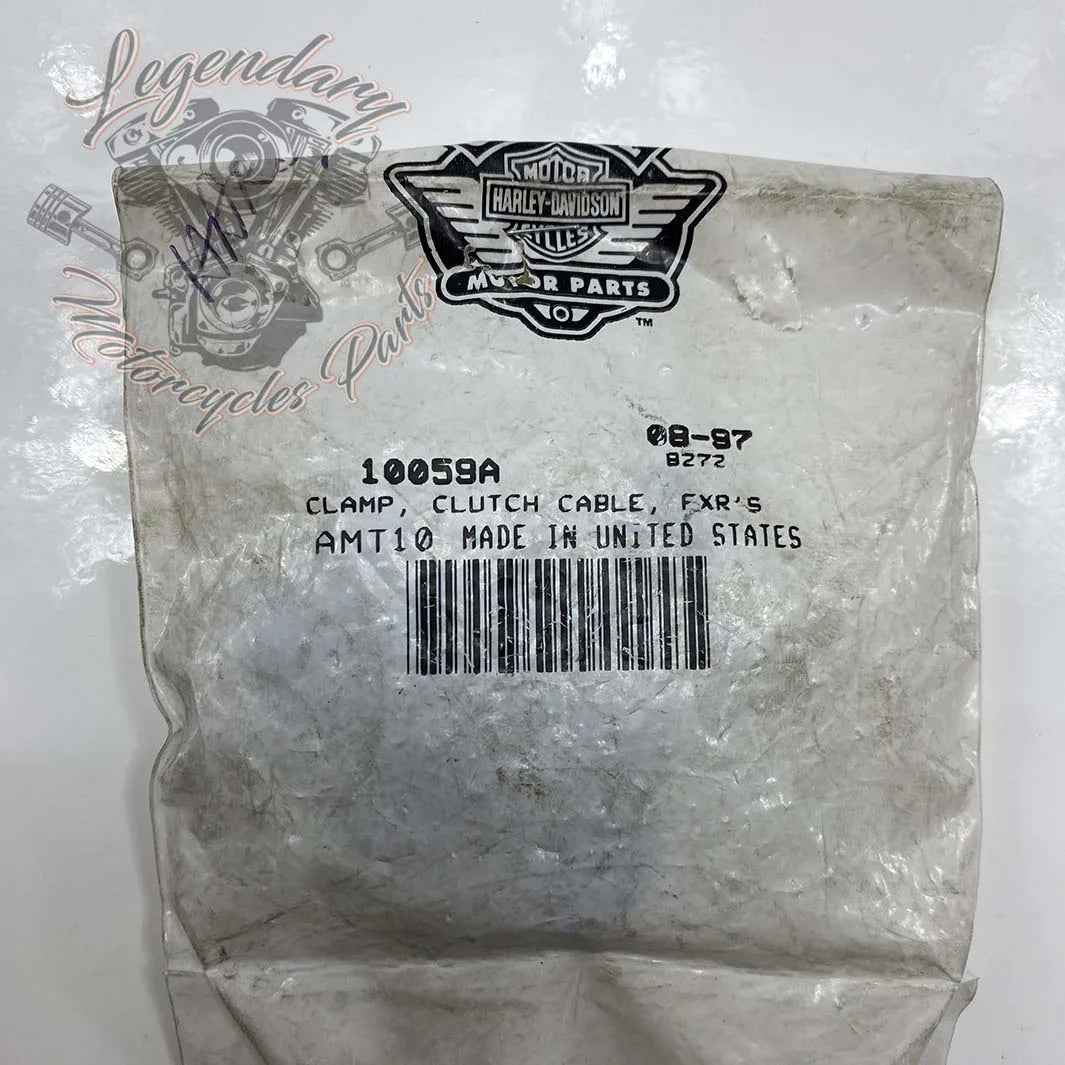 Legendary
Motorcycles Parts
MOTOR
HARLEY-DAVIDSON
CYCLES
MOTOR PARTS
TM
08-97
10059A
B272
CLAMP, CLUTCH CABLE, FXR'S
AMT10 MADE IN UNITED STATES